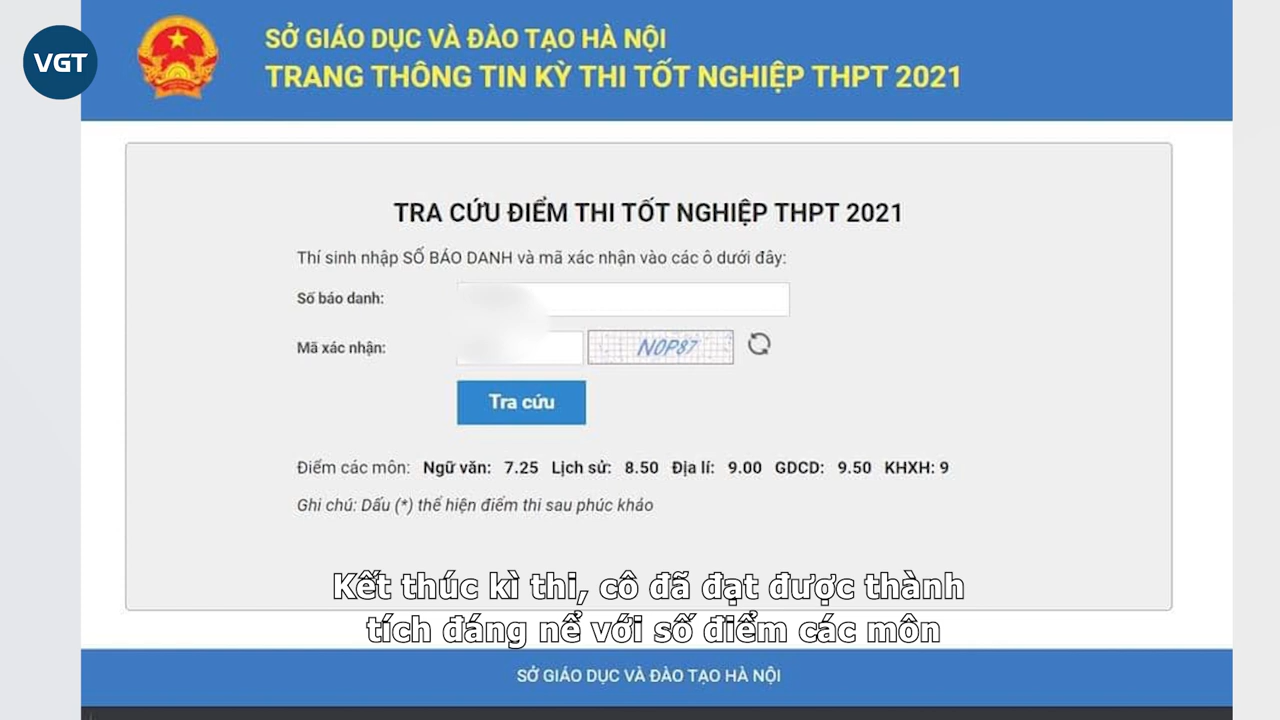 VGT
SỞ GIÁO DỤC VÀ ĐÀO TẠO HÀ NỘI
TRANG THÔNG TIN KỲ THI TỐT NGHIỆP THPT 2021
TRA CỨU ĐIỂM THI TỐT NGHIỆP THPT 2021
Thí sinh nhập SỐ BÁO DANH và mã xác nhận vào các ô dưới đây:
Số báo danh:
Mã xác nhận: N0P87
Tra cứu
Điểm các môn: Ngữ văn: 7.25 Lịch sử: 8.50 Địa lí: 9.00 GDCD: 9.50 KHXH: 9
Ghi chú: Dấu (*) thể hiện điểm thi sau phúc khảo
Kết thúc kì thi, cô đã đạt được thành
tích đáng nể với số điểm các môn
SỞ GIÁO DỤC VÀ ĐÀO TẠO HÀ NỘI